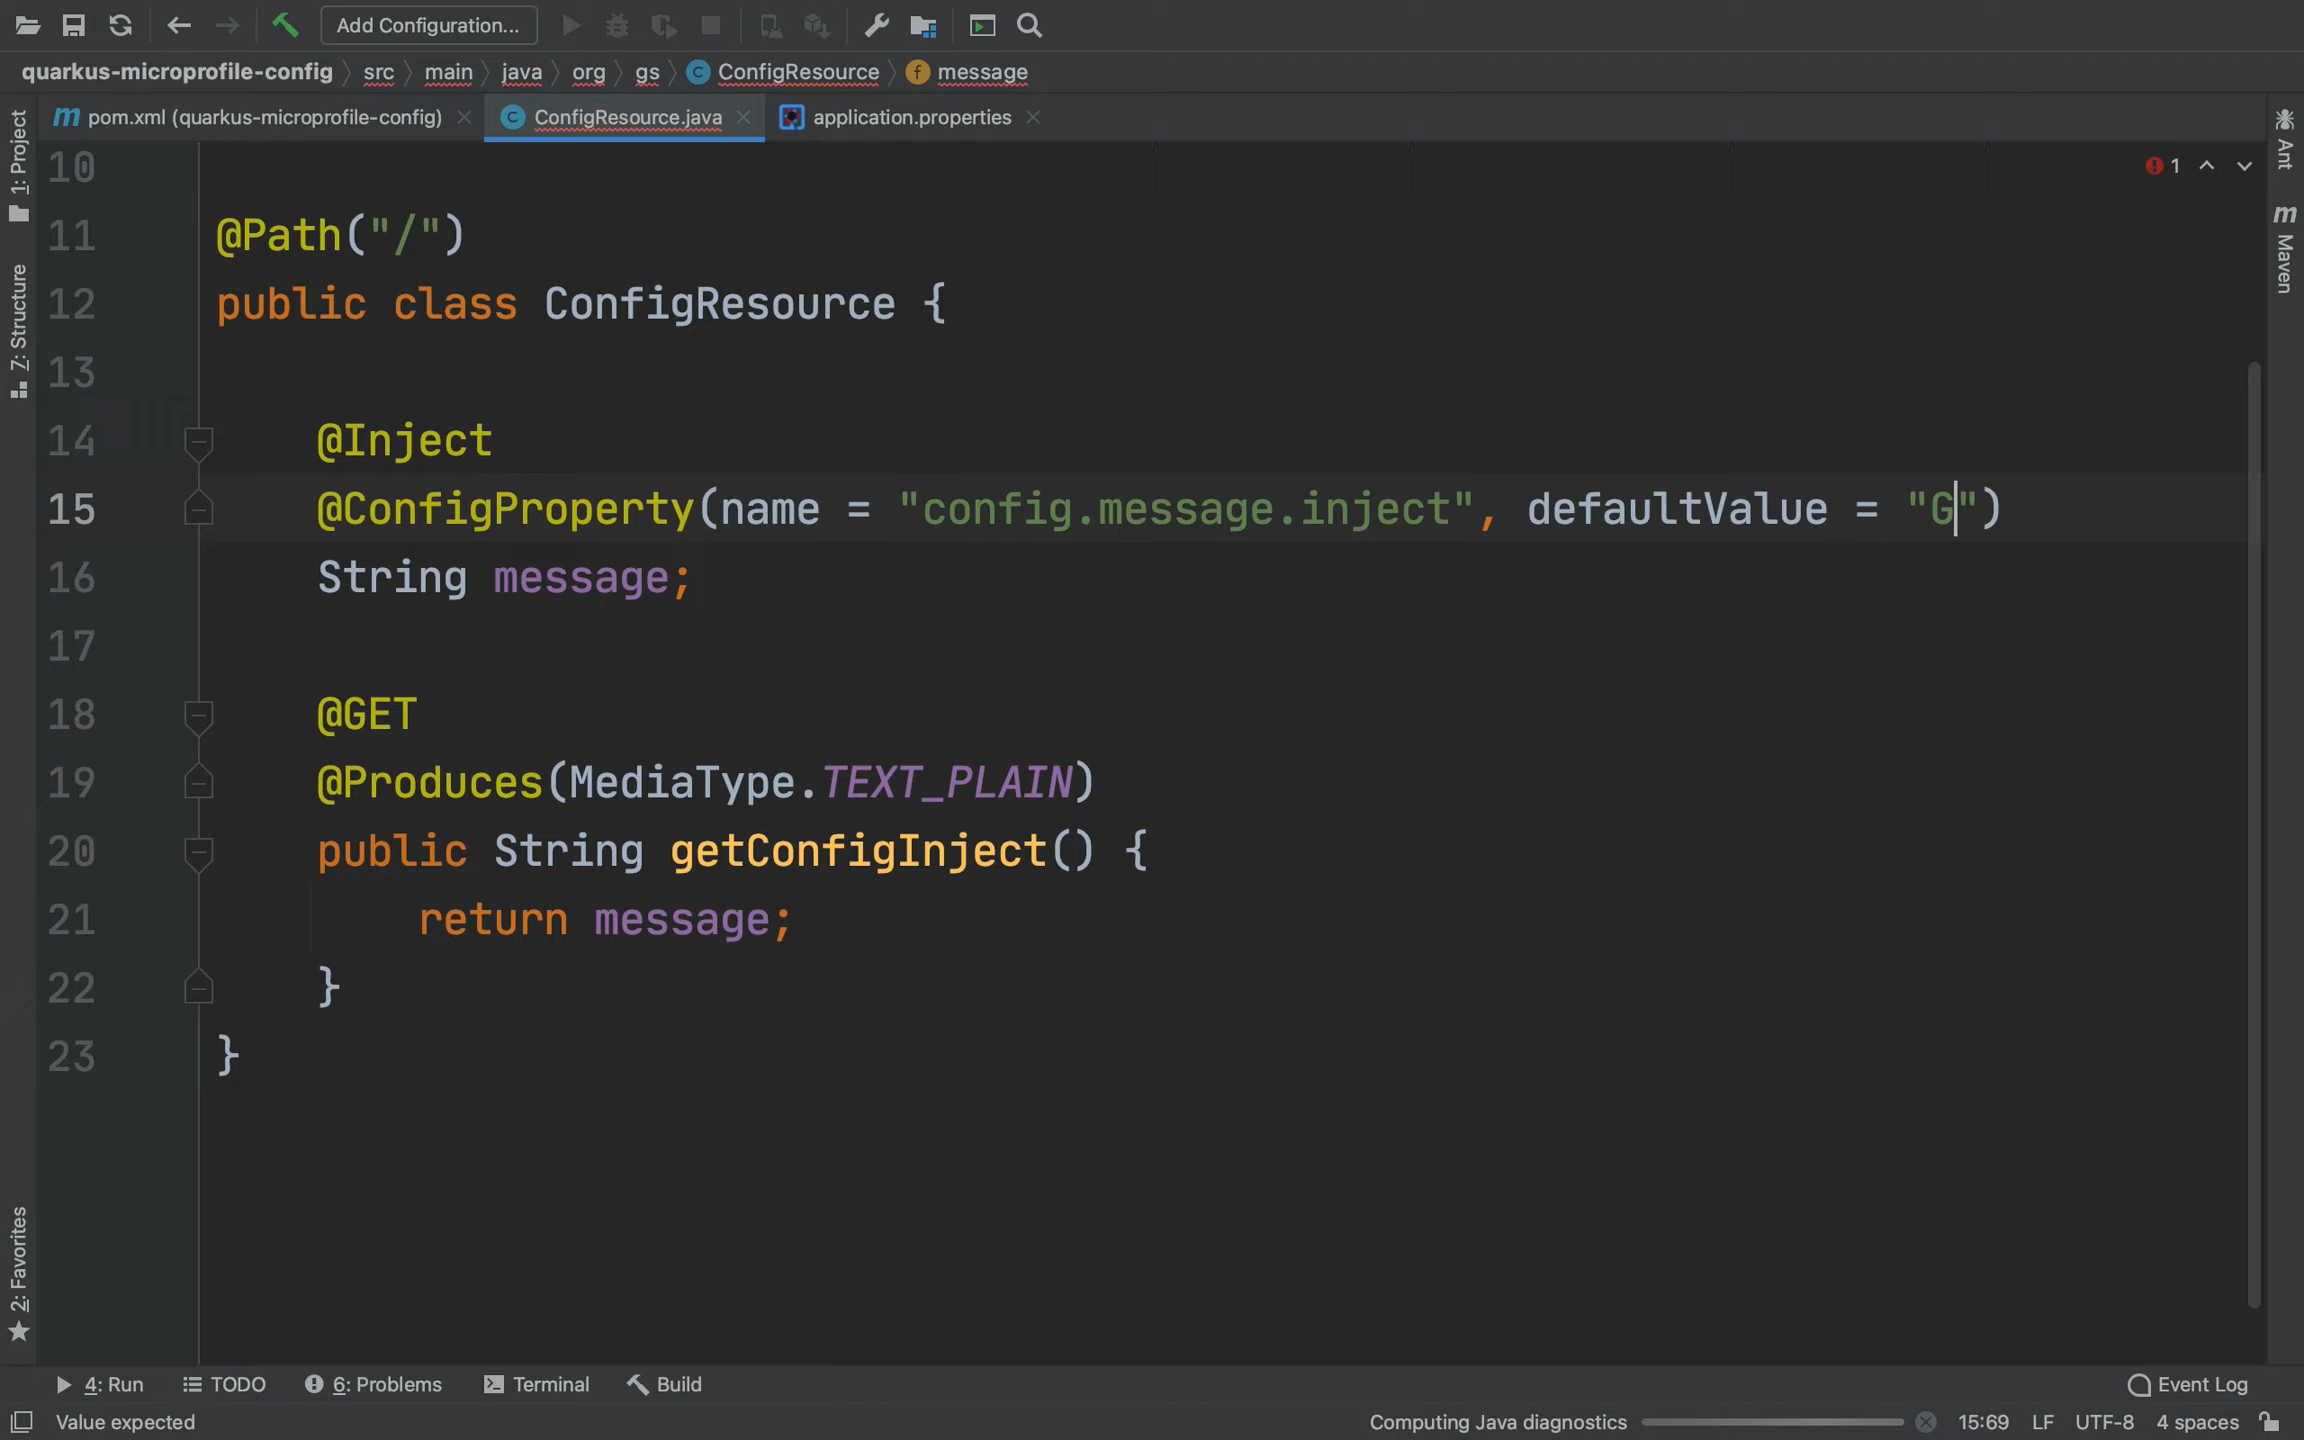 Add Configuration...
quarkus-microprofile-config src main java org gs ConfigResource message
pom.xml (quarkus-microprofile-config) ConfigResource.java application.properties
1: Project
Z: Structure
2: Favorites
Ant
Maven
1
10
11 @Path("/")
12 public class ConfigResource {
13
14 @Inject
15 @ConfigProperty(name = "config.message.inject", defaultValue = "G")
16 String message;
17
18 @GET
19 @Produces(MediaType.TEXT_PLAIN)
20 public String getConfigInject() {
21 return message;
22 }
23 }
4: Run TODO 6: Problems Terminal Build Event Log
Value expected Computing Java diagnostics 15:69 LF UTF-8 4 spaces